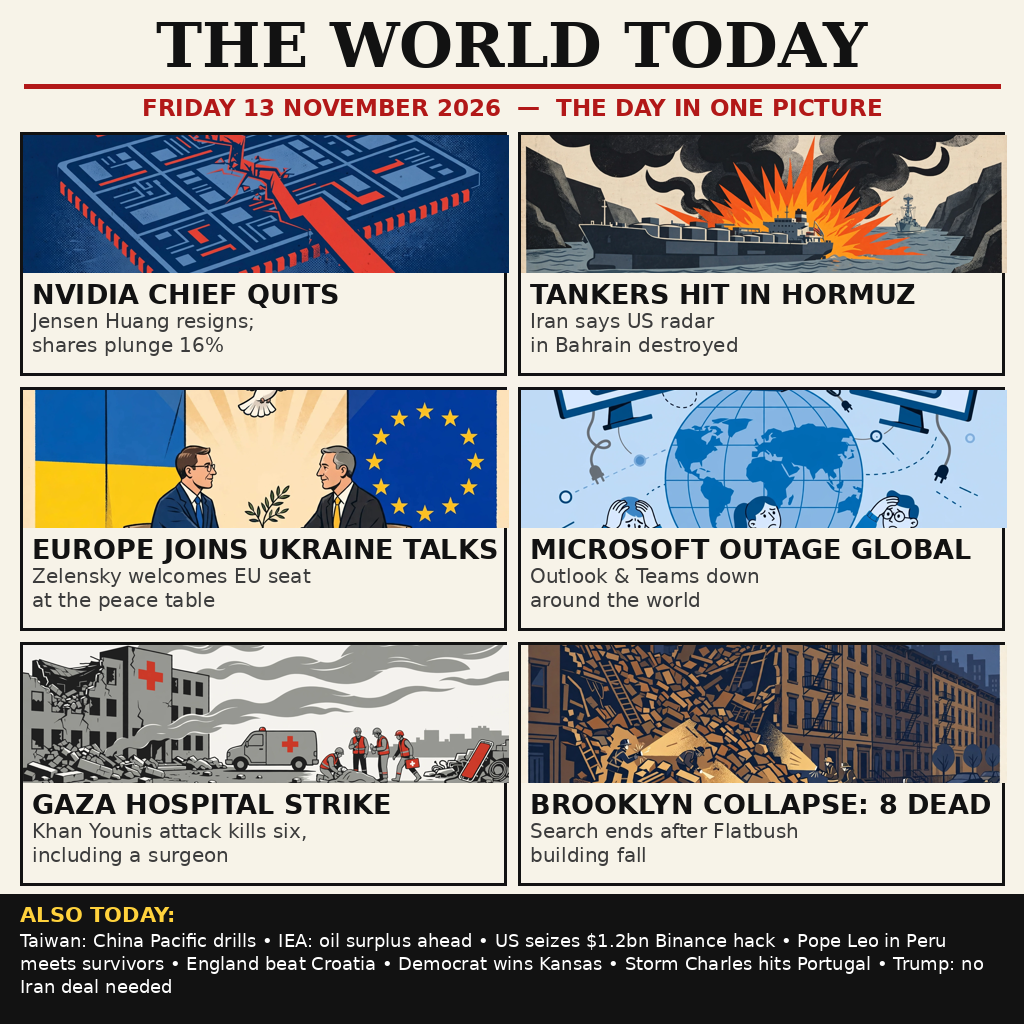 THE WORLD TODAY
FRIDAY 13 NOVEMBER 2026 — THE DAY IN ONE PICTURE
NVIDIA CHIEF QUITS
Jensen Huang resigns;
shares plunge 16%
TANKERS HIT IN HORMUZ
Iran says US radar
in Bahrain destroyed
EUROPE JOINS UKRAINE TALKS
Zelensky welcomes EU seat
at the peace table
MICROSOFT OUTAGE GLOBAL
Outlook & Teams down
around the world
GAZA HOSPITAL STRIKE
Khan Younis attack kills six,
including a surgeon
BROOKLYN COLLAPSE: 8 DEAD
Search ends after Flatbush
building fall
ALSO TODAY:
Taiwan: China Pacific drills • IEA: oil surplus ahead • US seizes $1.2bn Binance hack • Pope Leo in Peru
meets survivors • England beat Croatia • Democrat wins Kansas • Storm Charles hits Portugal • Trump: no
Iran deal needed